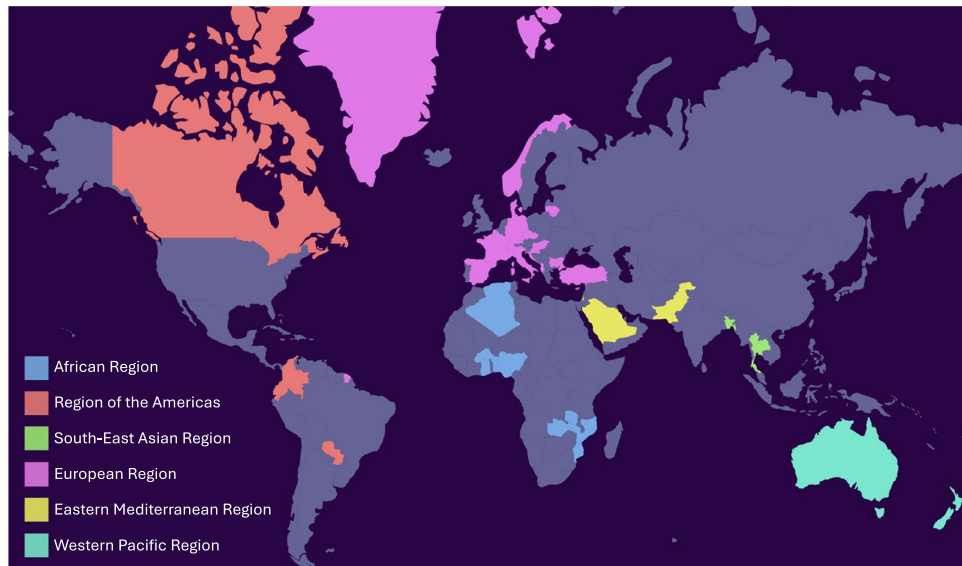 African Region
Region of the Americas
South-East Asian Region
European Region
Eastern Mediterranean Region
Western Pacific Region